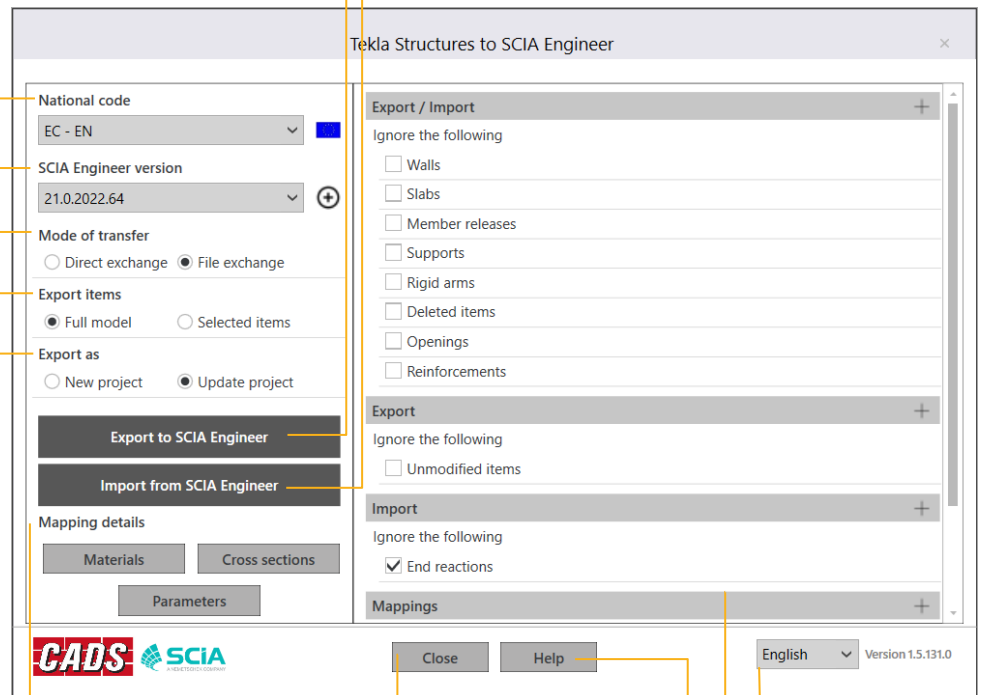 Tekla Structures to SCIA Engineer
National code
EC - EN
SCIA Engineer version
21.0.2022.64
Mode of transfer
Direct exchange File exchange
Export items
Full model Selected items
Export as
New project Update project
Export to SCIA Engineer
Import from SCIA Engineer
Mapping details
Materials Cross sections
Parameters
Export / Import
Ignore the following
Walls
Slabs
Member releases
Supports
Rigid arms
Deleted items
Openings
Reinforcements
Export
Ignore the following
Unmodified items
Import
Ignore the following
End reactions
Mappings
CADS SCiA
A NEMETSCHEK COMPANY
Close Help English Version 1.5.131.0